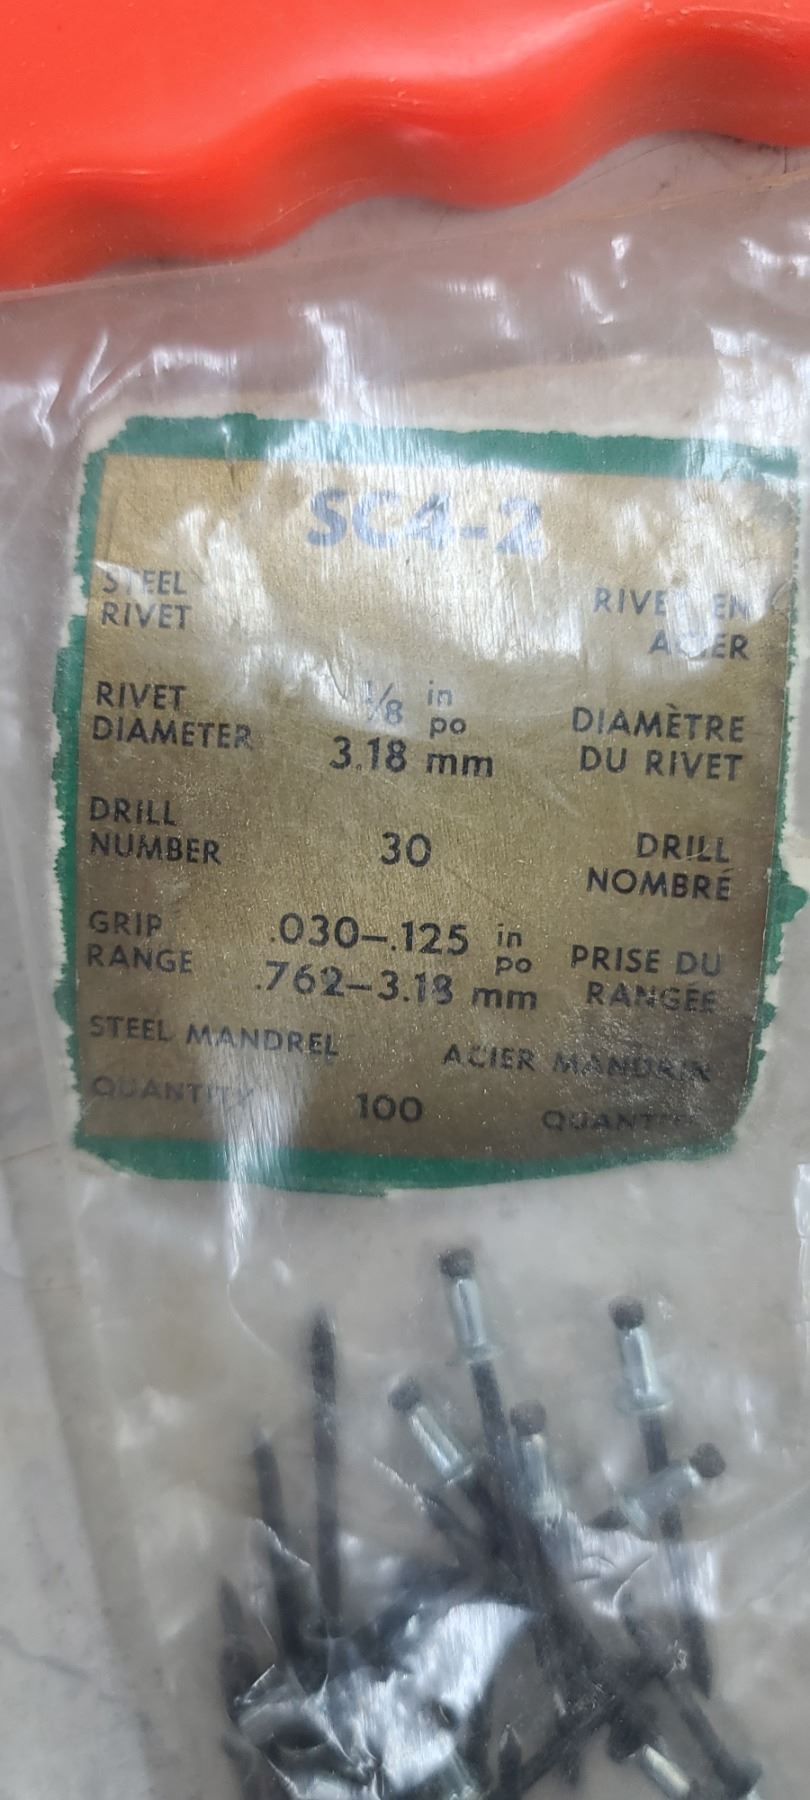 SC4-2
STEEL
RIVET
RIVET EN
ACIER
RIVET
DIAMETER
1/8 in
po
3.18 mm
DIAMÈTRE
DU RIVET
DRILL
NUMBER
30
DRILL
NOMBRÉ
GRIP
RANGE
.030–.125 in
po
.762–3.18 mm
PRISE DU
RANGÉE
STEEL MANDREL
ACIER MANDRIN
QUANTITY
100